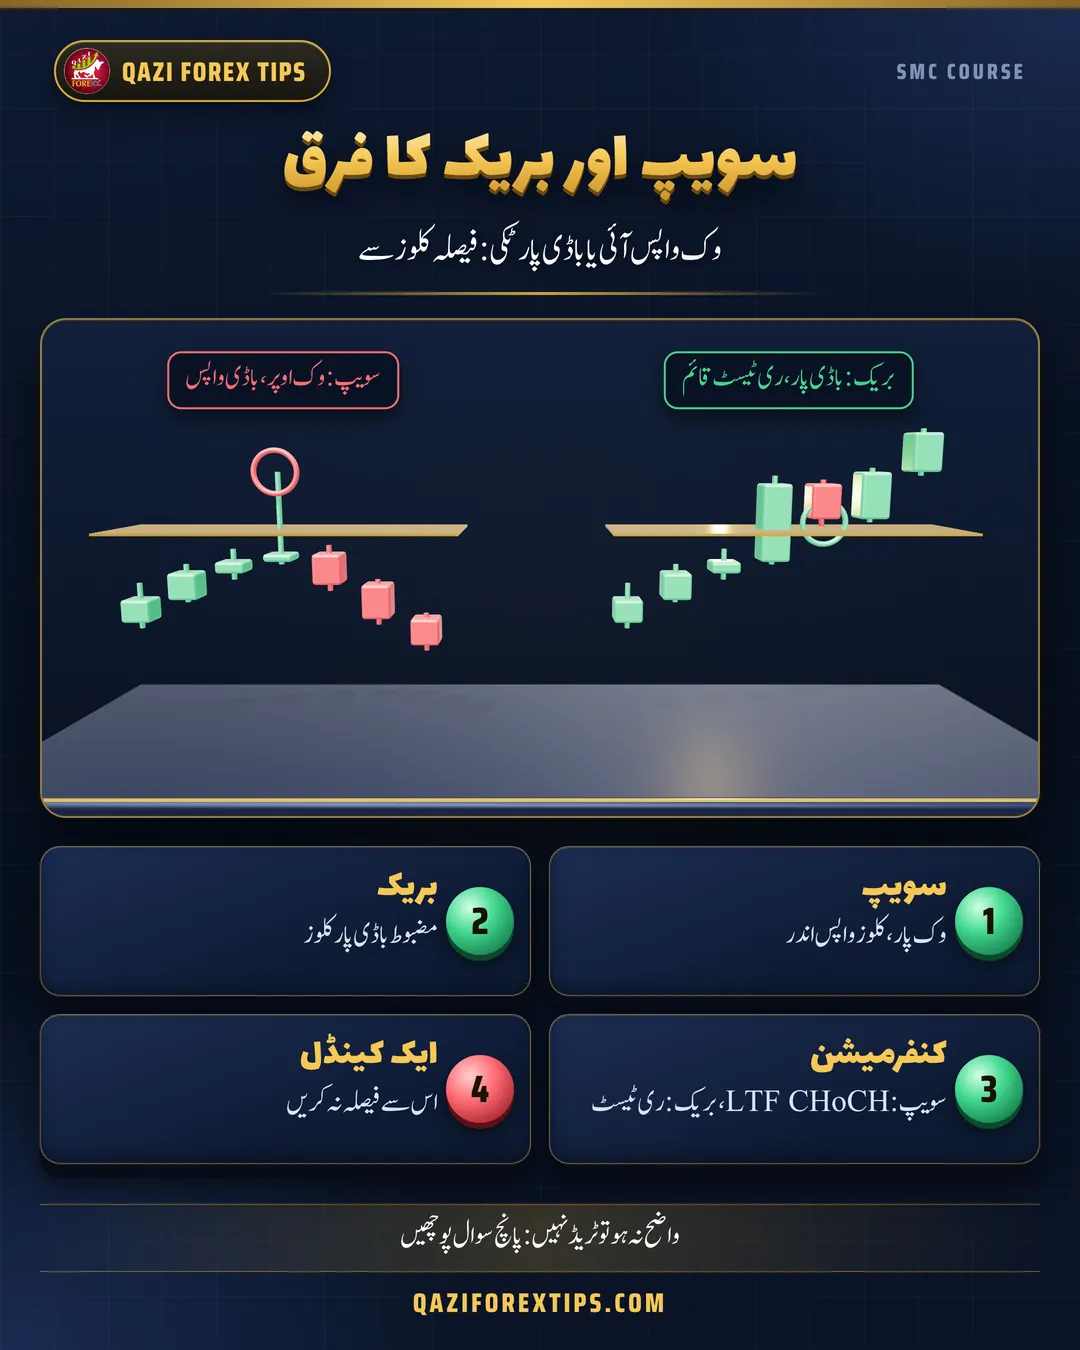 QAZI FOREX TIPS
SMC COURSE
سویپ اور بریک کا فرق
وک واپس آئی یا باڈی پار ٹکی: فیصلہ کلوز سے
سویپ: وک اوپر، باڈی واپس
بریک: باڈی پار، ری ٹیسٹ قائم
1
سویپ
وک پار، کلوز واپس اندر
2
بریک
مضبوط باڈی پار کلوز
3
کنفرمیشن
سویپ: LTF CHoCH، بریک: ری ٹیسٹ
4
ایک کینڈل
اس سے فیصلہ نہ کریں
واضح نہ ہو تو ٹریڈ نہیں: پانچ سوال پوچھیں
QAZIFOREXTIPS.COM